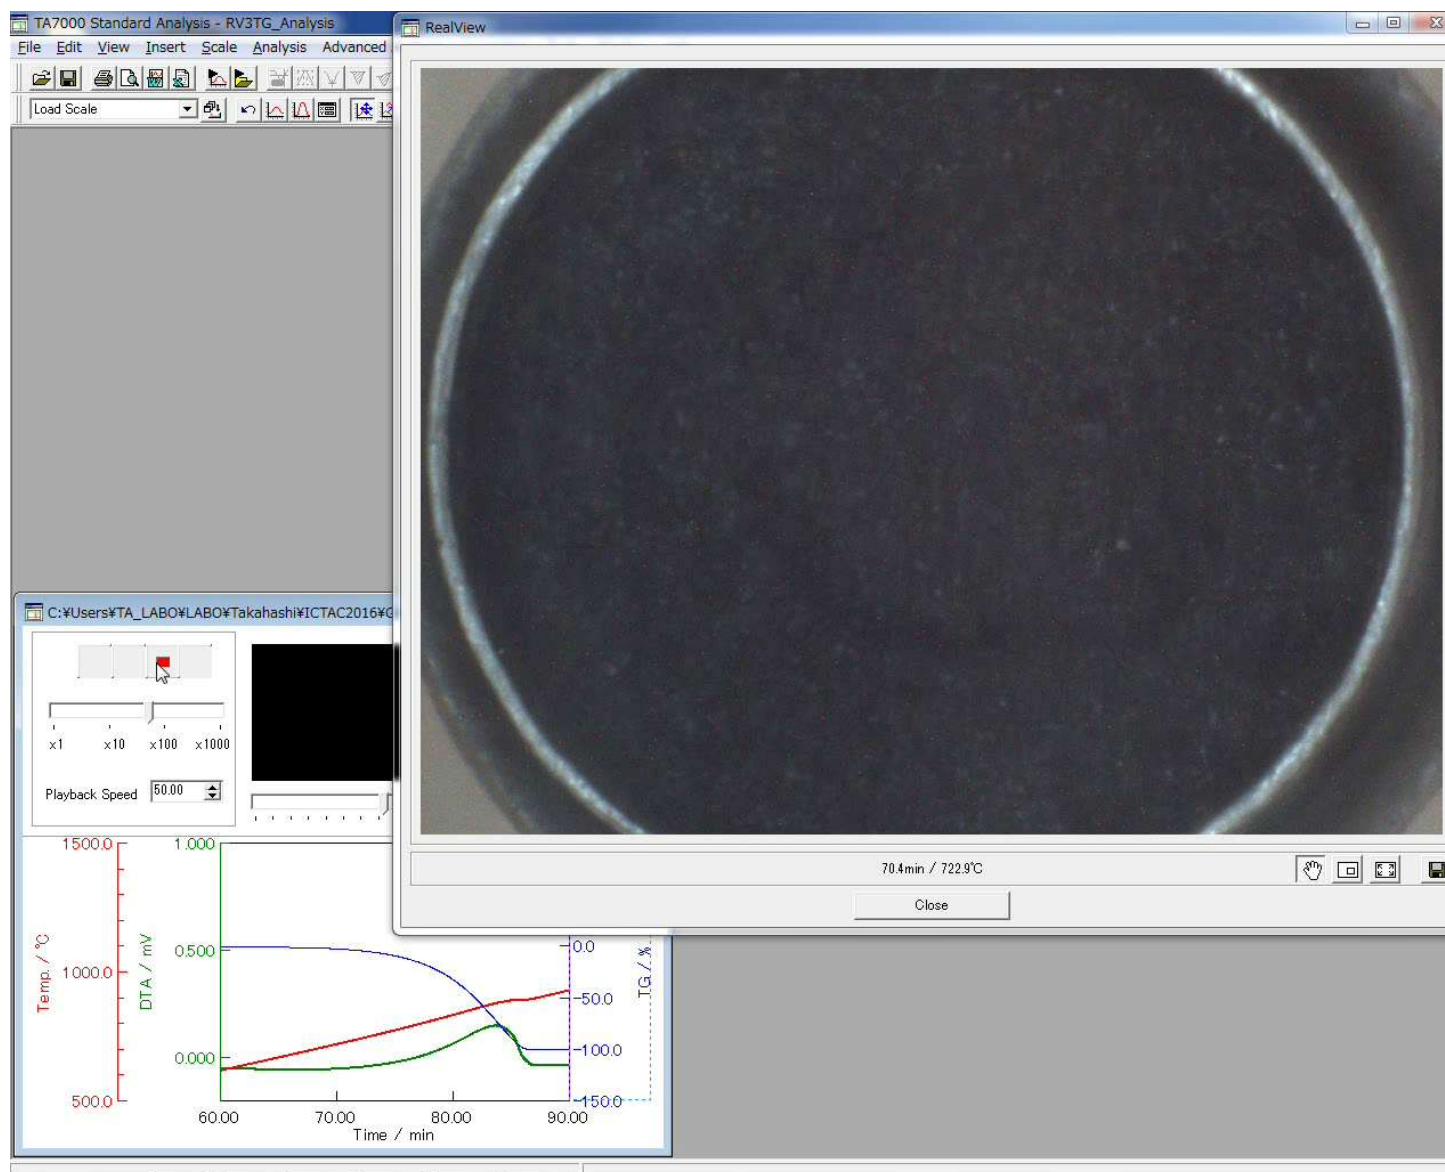 TA7000 Standard Analysis - RV3TG_Analysis
File Edit View Insert Scale Analysis Advanced
Load Scale
RealView
70.4min / 722.9℃
Close
C:¥Users¥TA_LABO¥LABO¥Takahashi¥ICTAC2016¥
x1 x10 x100 x1000
Playback Speed 50.00
1500.0
1000.0
500.0
Temp. / ℃
1.000
0.500
0.000
DTA / mV
0.0
-50.0
-100.0
-150.0
TG / %
60.00 70.00 80.00 90.00
Time / min